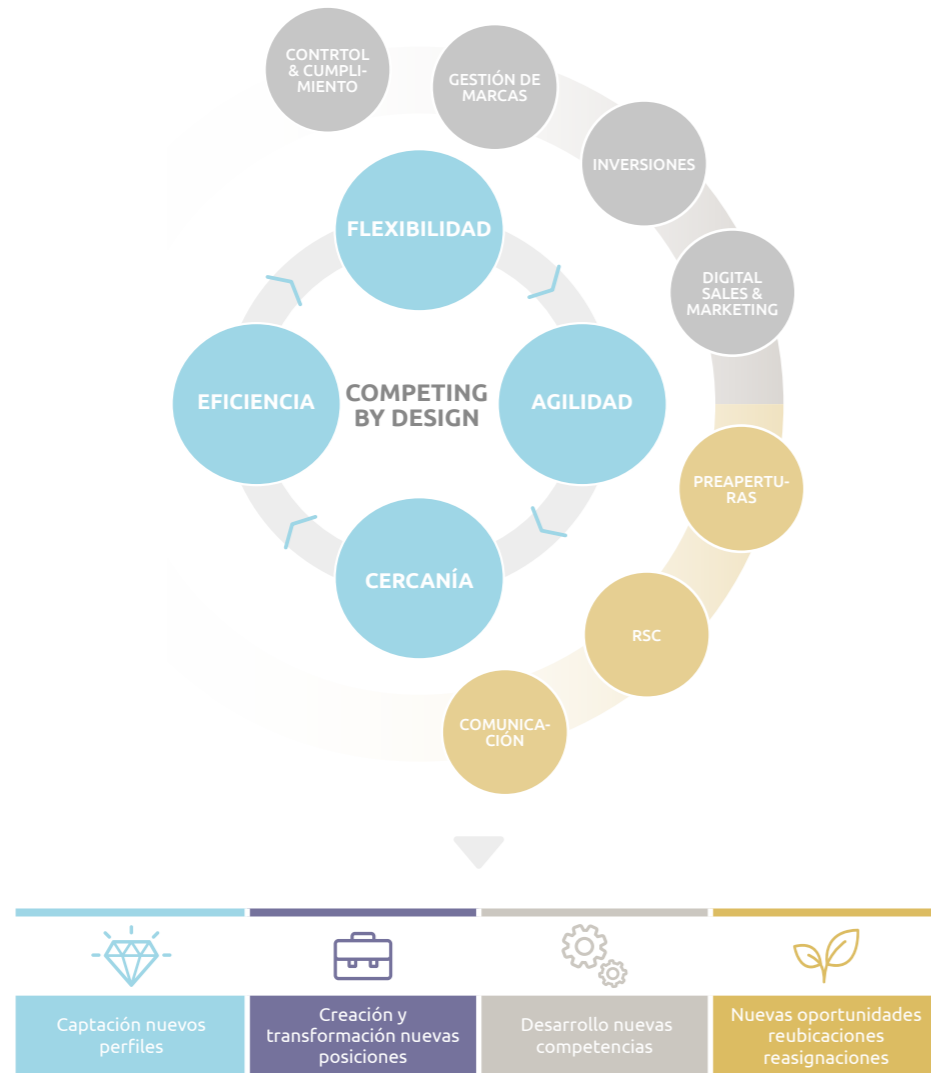 CONTRTOL
& CUMPLI-
MIENTO
GESTIÓN DE
MARCAS
INVERSIONES
DIGITAL
SALES &
MARKETING
PREAPERTU-
RAS
RSC
COMUNICA-
CIÓN
FLEXIBILIDAD
AGILIDAD
CERCANÍA
EFICIENCIA
COMPETING
BY DESIGN
Captación nuevos
perfiles
Creación y
transformación nuevas
posiciones
Desarrollo nuevas
competencias
Nuevas oportunidades
reubicaciones
reasignaciones